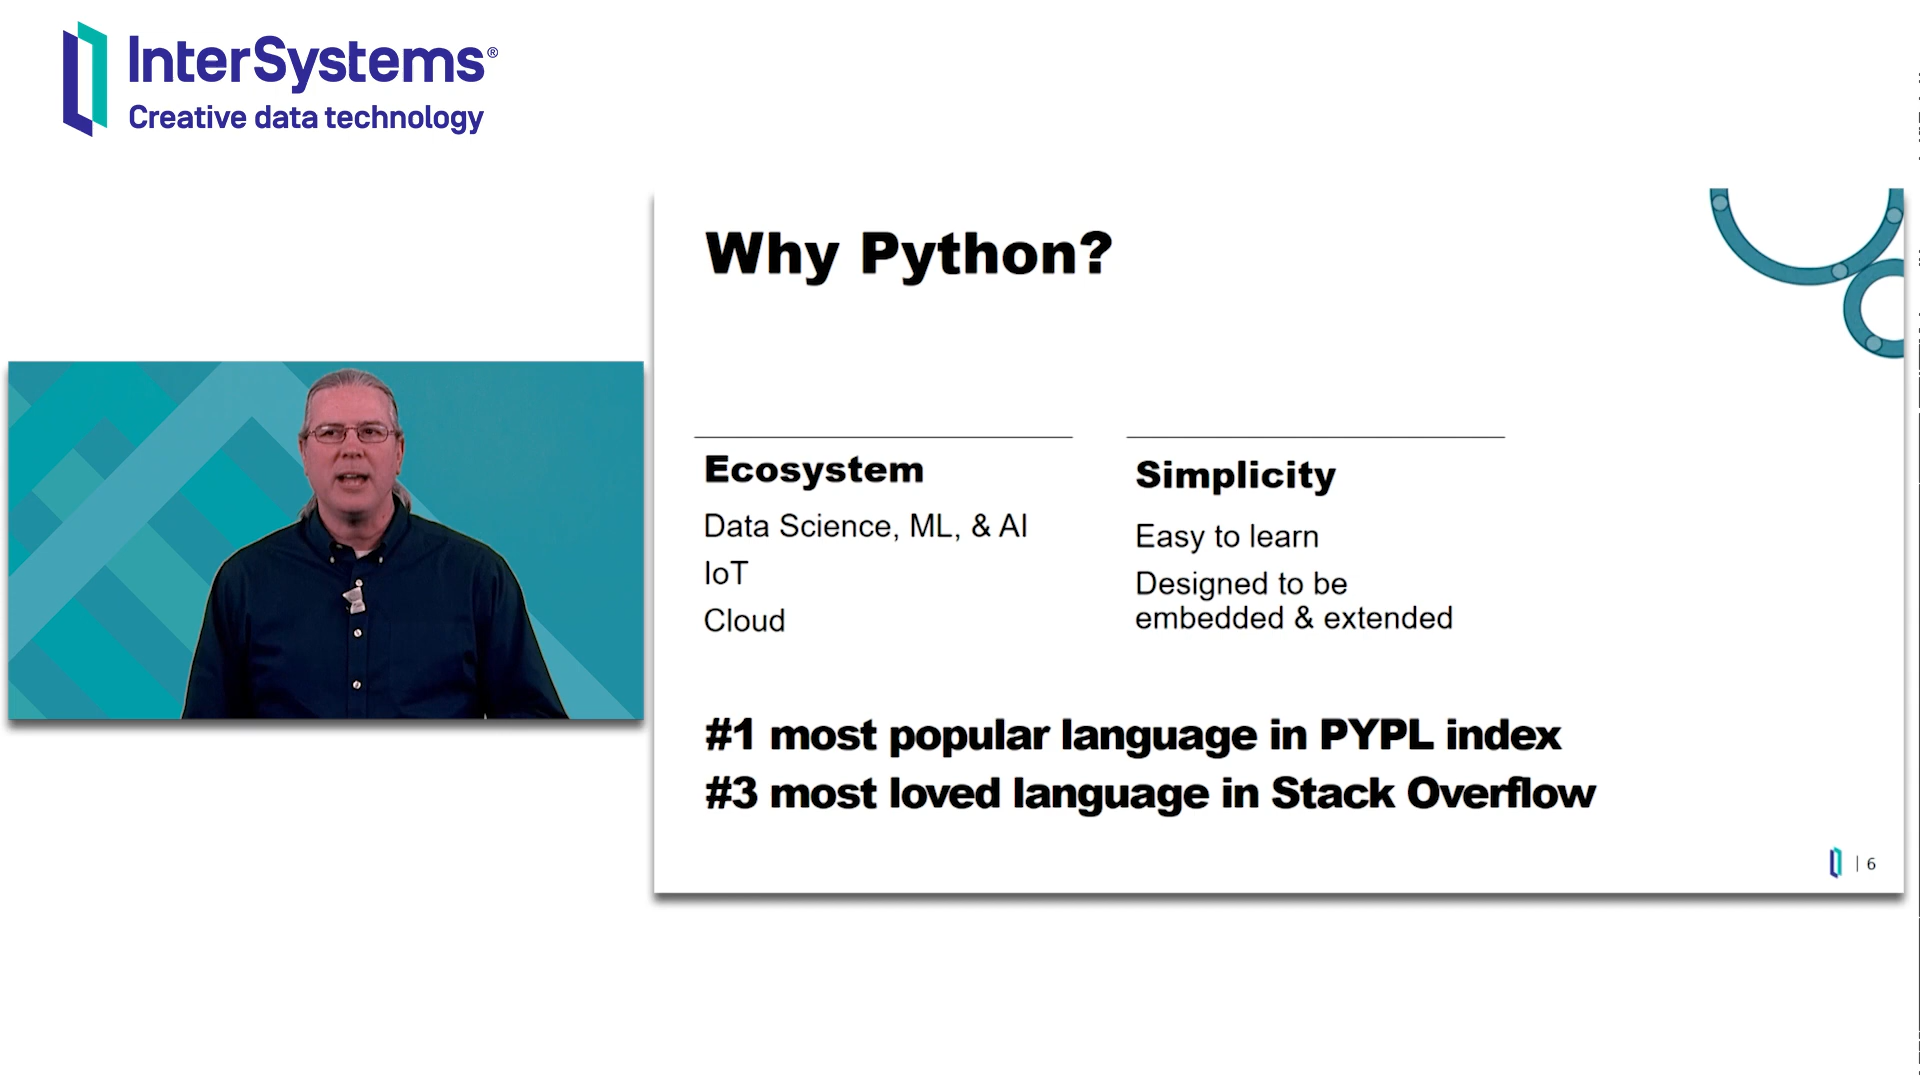 InterSystems®
Creative data technology
Why Python?
Ecosystem
Data Science, ML, & AI
IoT
Cloud
Simplicity
Easy to learn
Designed to be
embedded & extended
#1 most popular language in PYPL index
#3 most loved language in Stack Overflow
| 6